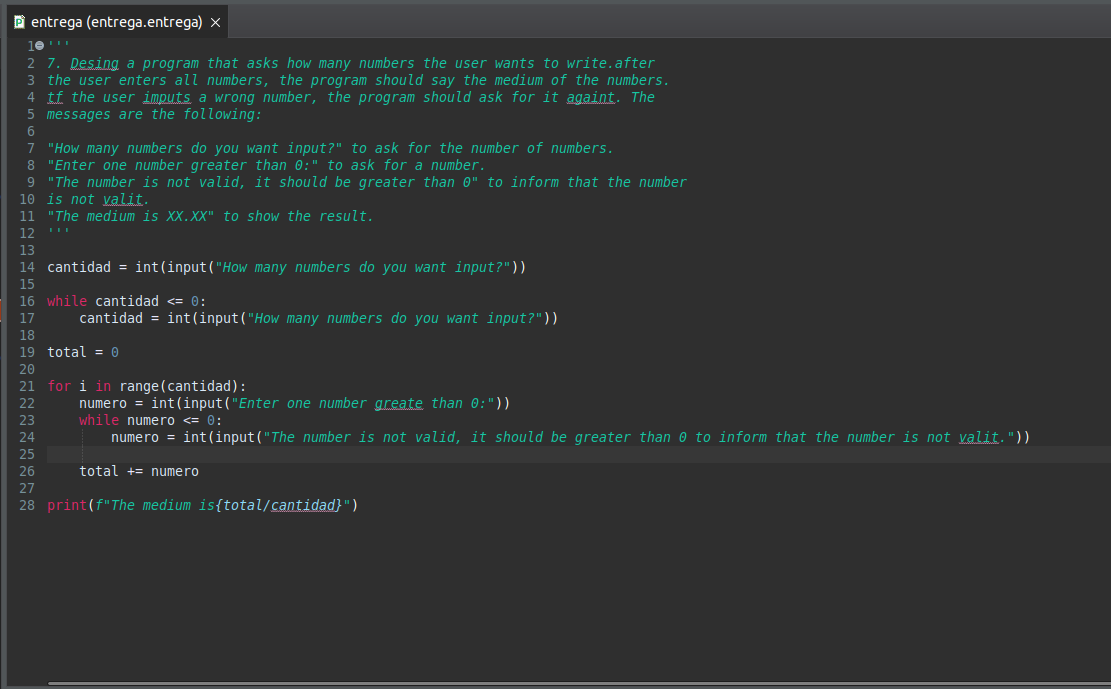 entrega (entrega.entrega)
1 '''
2 7. Desing a program that asks how many numbers the user wants to write.after
3 the user enters all numbers, the program should say the medium of the numbers.
4 tf the user imputs a wrong number, the program should ask for it againt. The
5 messages are the following:
6
7 "How many numbers do you want input?" to ask for the number of numbers.
8 "Enter one number greater than 0:" to ask for a number.
9 "The number is not valid, it should be greater than 0" to inform that the number
10 is not valit.
11 "The medium is XX.XX" to show the result.
12 '''
13
14 cantidad = int(input("How many numbers do you want input?"))
15
16 while cantidad <= 0:
17     cantidad = int(input("How many numbers do you want input?"))
18
19 total = 0
20
21 for i in range(cantidad):
22     numero = int(input("Enter one number greate than 0:"))
23     while numero <= 0:
24         numero = int(input("The number is not valid, it should be greater than 0 to inform that the number is not valit."))
25
26     total += numero
27
28 print(f"The medium is{total/cantidad}")